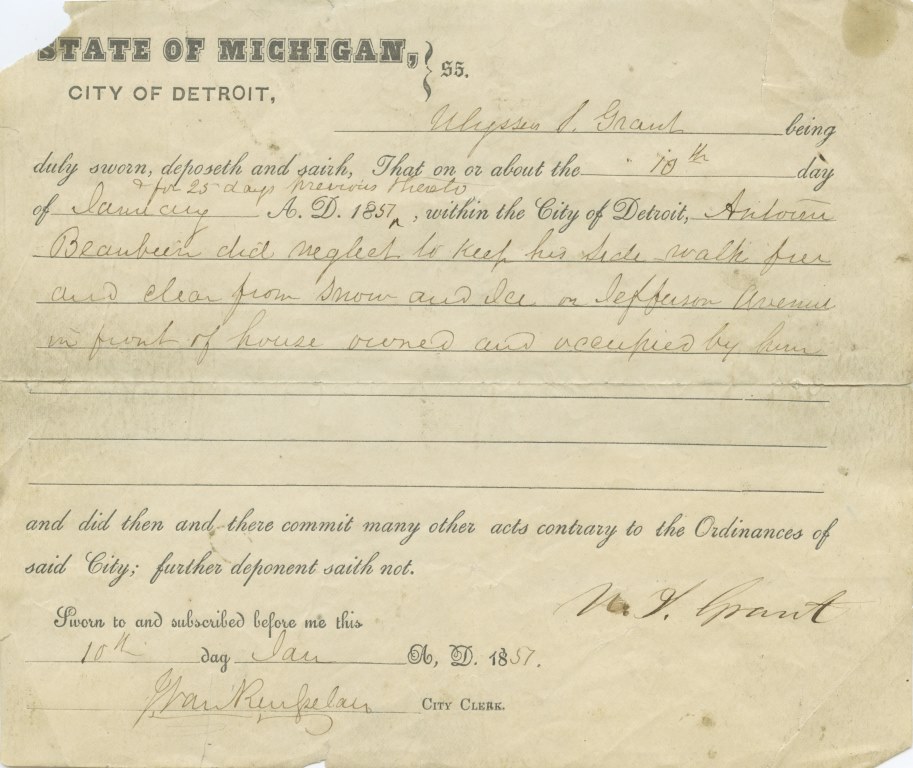 STATE OF MICHIGAN, } SS.
CITY OF DETROIT,
Ulysses S. Grant being
duly sworn, deposeth and saith, That on or about the 10th day
& for 25 days previous thereto
of January A. D. 1851 ^, within the City of Detroit, Antoine
Beaubien did neglect to keep his side walk free
and clear from Snow and Ice on Jefferson Avenue
in front of house owned and occupied by him
and did then and there commit many other acts contrary to the Ordinances of
said City; further deponent saith not.
U. S. Grant
Sworn to and subscribed before me this
10th day Jan A, D. 1851.
CITY CLERK.